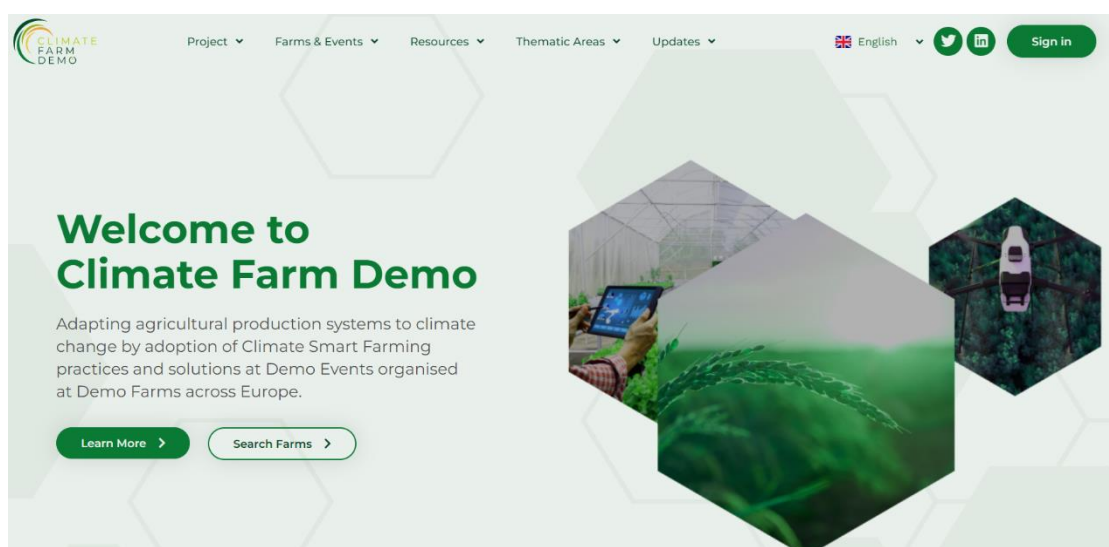 CLIMATE
FARM
DEMO
Project
Farms & Events
Resources
Thematic Areas
Updates
English
Sign in
Welcome to
Climate Farm Demo
Adapting agricultural production systems to climate
change by adoption of Climate Smart Farming
practices and solutions at Demo Events organised
at Demo Farms across Europe.
Learn More
Search Farms